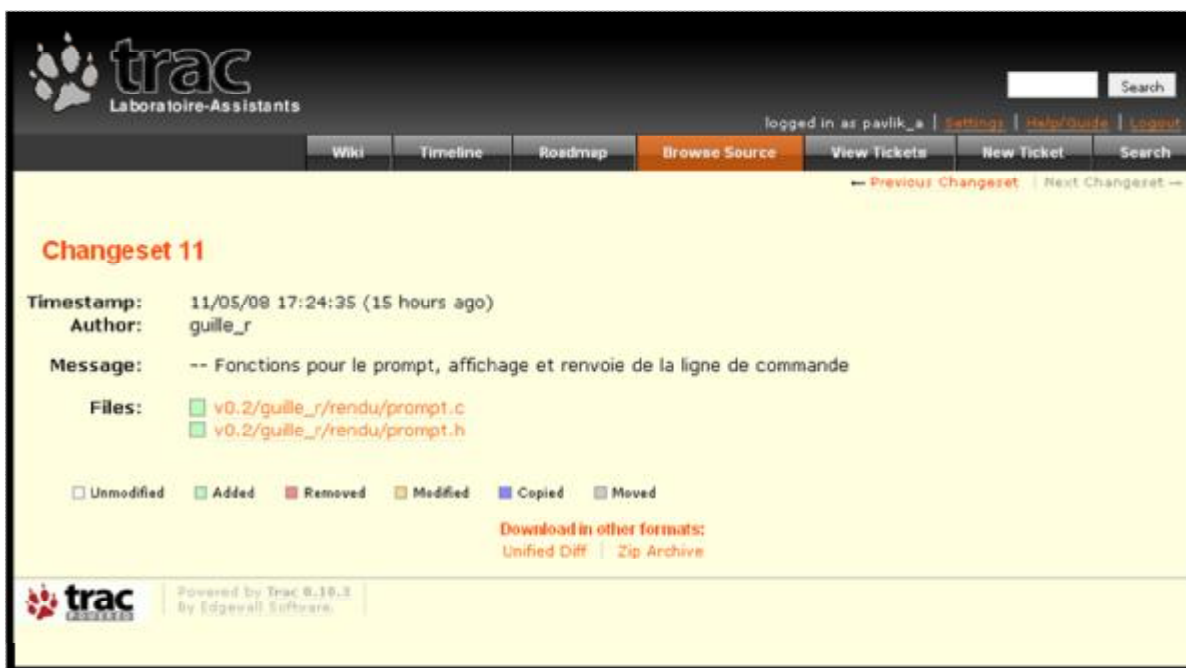 trac
Laboratoire-Assistants
Search
logged in as pavlik_a | Settings | Help/Guide | Logout
Wiki Timeline Roadmap Browse Source View Tickets New Ticket Search
← Previous Changeset | Next Changeset →
Changeset 11
Timestamp: 11/05/08 17:24:35 (15 hours ago)
Author: guille_r
Message: -- Fonctions pour le prompt, affichage et renvoie de la ligne de commande
Files: v0.2/guille_r/rendu/prompt.c
v0.2/guille_r/rendu/prompt.h
Unmodified Added Removed Modified Copied Moved
Download in other formats:
Unified Diff | Zip Archive
trac POWERED
Powered by Trac 0.10.3
By Edgewall Software.